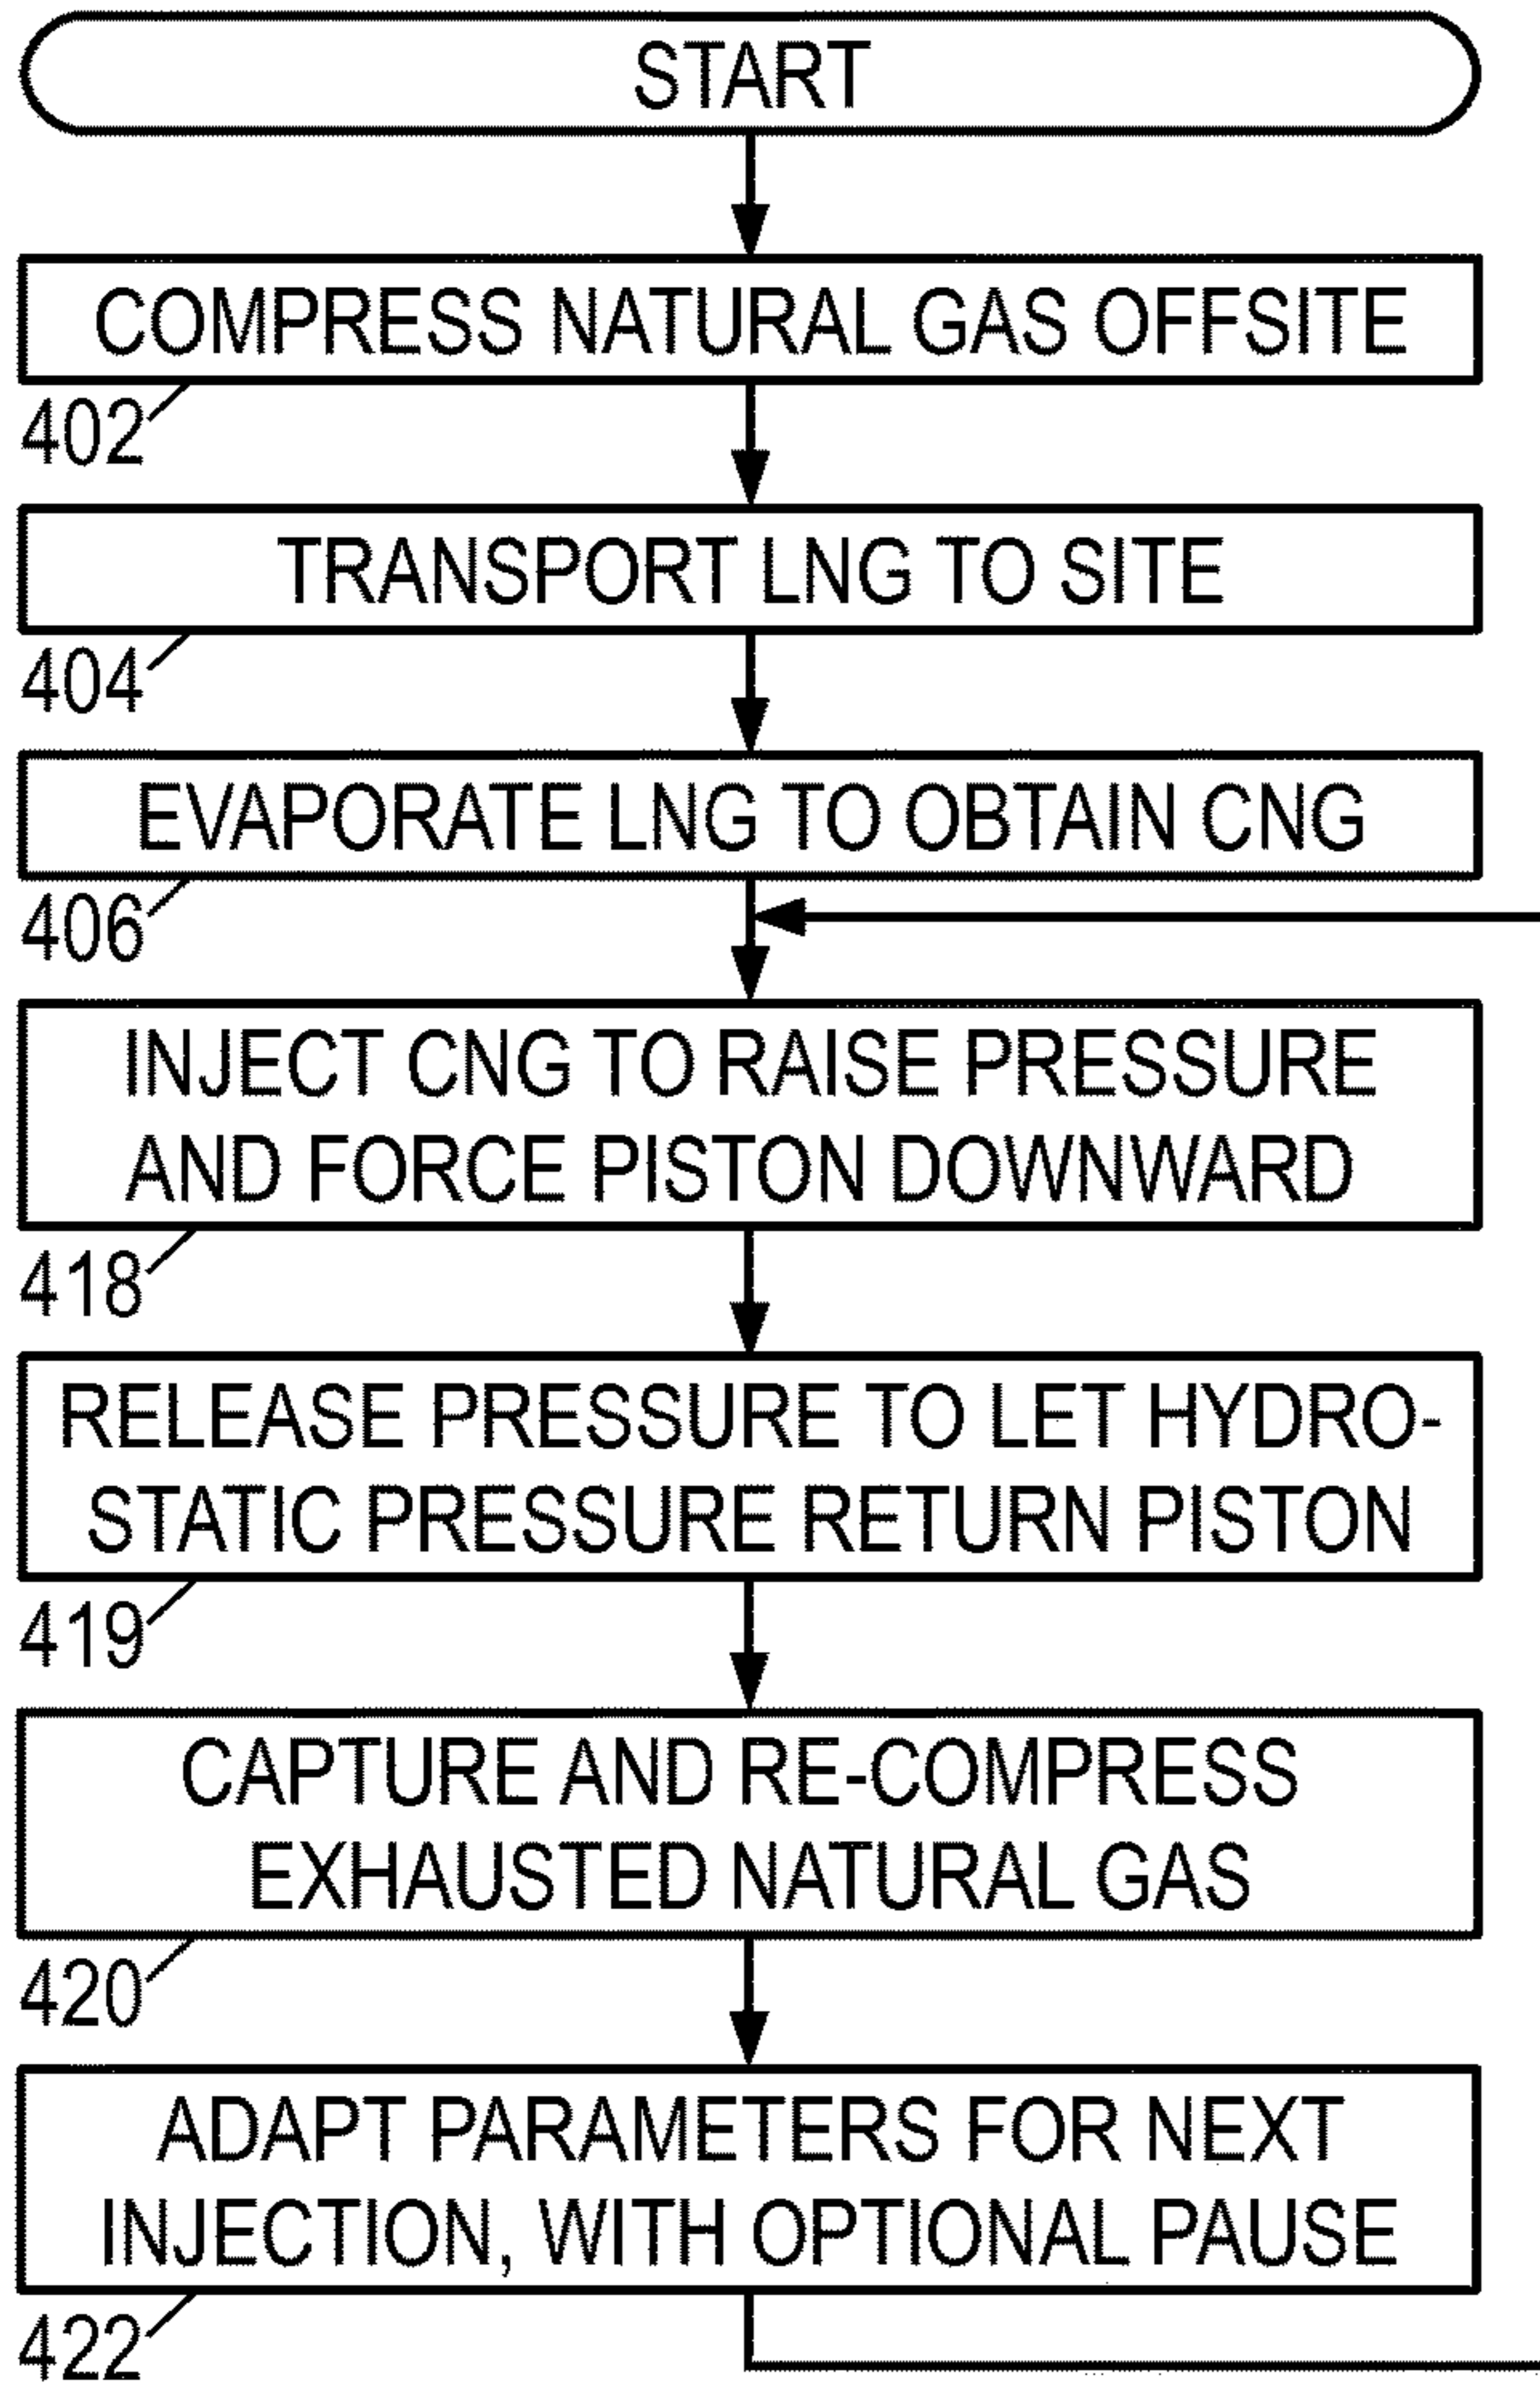 START
COMPRESS NATURAL GAS OFFSITE
402
TRANSPORT LNG TO SITE
404
EVAPORATE LNG TO OBTAIN CNG
406
INJECT CNG TO RAISE PRESSURE
AND FORCE PISTON DOWNWARD
418
RELEASE PRESSURE TO LET HYDRO-
STATIC PRESSURE RETURN PISTON
419
CAPTURE AND RE-COMPRESS
EXHAUSTED NATURAL GAS
420
ADAPT PARAMETERS FOR NEXT
INJECTION, WITH OPTIONAL PAUSE
422